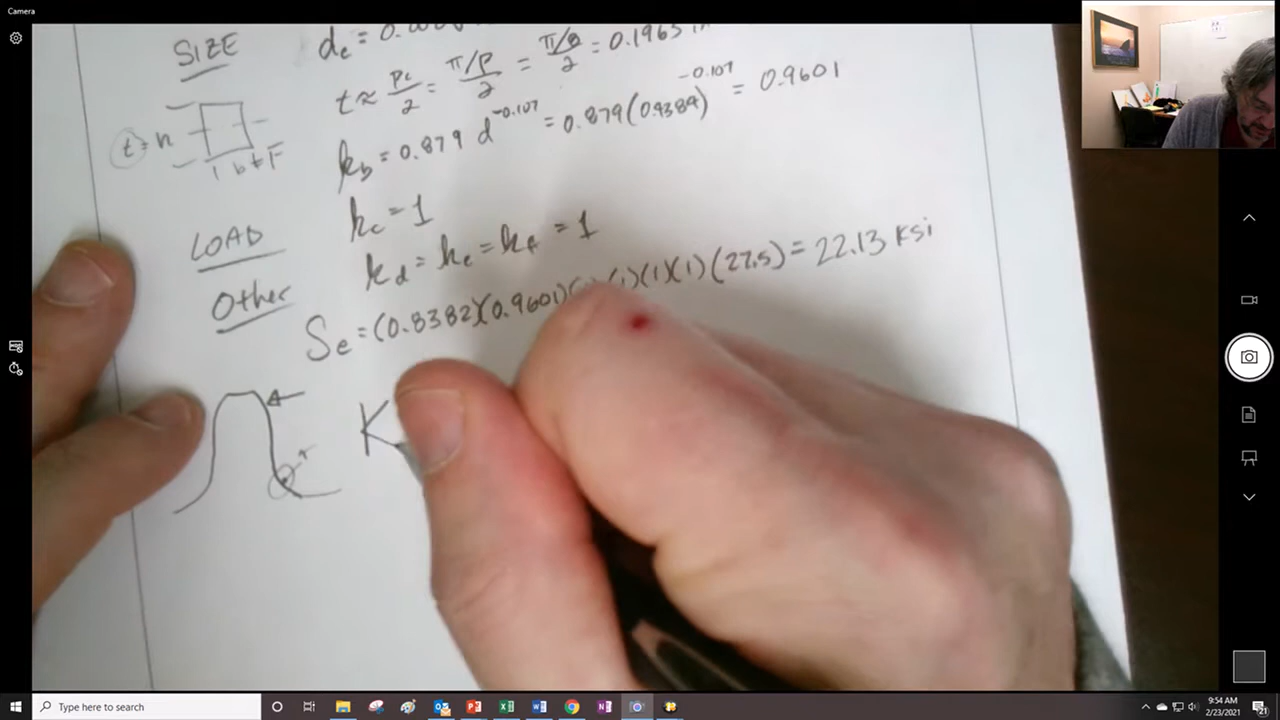 Camera
SIZE
d_e = 0.
t ≈ p_c/2 = π/P/2 = π/8/2 = 0.1963 in
t = h
1 b = F
k_b = 0.879 d^-0.107 = 0.879(0.9389)^-0.107 = 0.9601
LOAD
k_c = 1
Other
k_d = k_e = k_f = 1
S_e = (0.8382)(0.9601)(1)(1)(1)(27.5) = 22.13 ksi
K
Type here to search
9:54 AM
2/23/2021
21